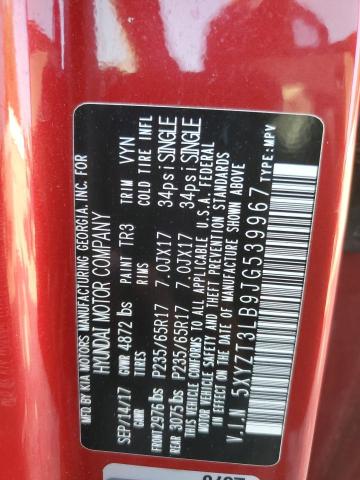 MFD. BY KIA MOTORS MANUFACTURING GEORGIA, INC. FOR
HYUNDAI MOTOR COMPANY
SEP/14/17 GVWR 4872 lbs PAINT TR3 TRIM VYN
GAWR TIRES RIMS COLD TIRE INFL
FRONT 2976 lbs P235/65R17 7.0JX17 34psi SINGLE
REAR 3075 lbs P235/65R17 7.0JX17 34psi SINGLE
THIS VEHICLE CONFORMS TO ALL APPLICABLE U.S.A. FEDERAL
MOTOR VEHICLE SAFETY AND THEFT PREVENTION STANDARDS
IN EFFECT ON THE DATE OF MANUFACTURE SHOWN ABOVE.
V.I.N 5XYZT3LB9JG539967 TYPE:MPV